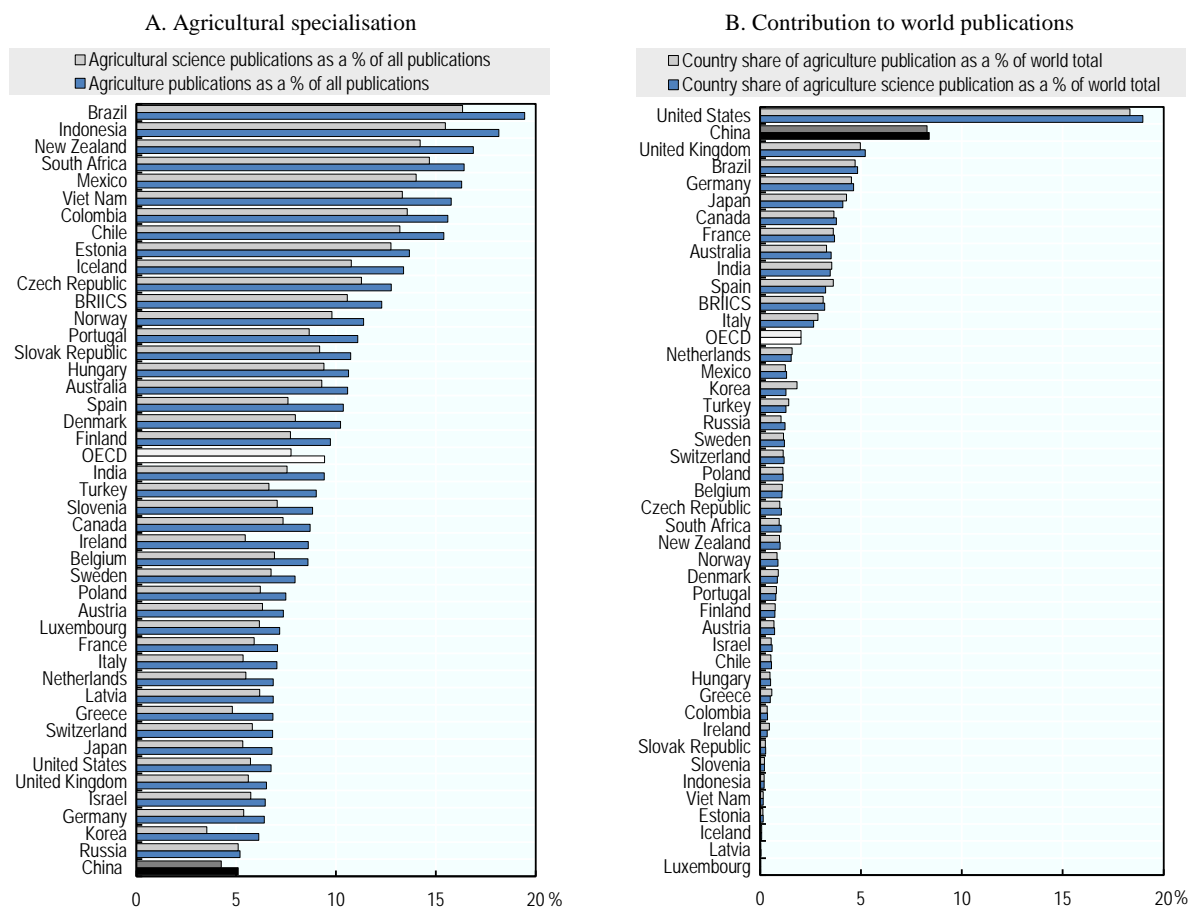 A. Agricultural specialisation
Agricultural science publications as a % of all publications
Agriculture publications as a % of all publications
Brazil
Indonesia
New Zealand
South Africa
Mexico
Viet Nam
Colombia
Chile
Estonia
Iceland
Czech Republic
BRIICS
Norway
Portugal
Slovak Republic
Hungary
Australia
Spain
Denmark
Finland
OECD
India
Turkey
Slovenia
Canada
Ireland
Belgium
Sweden
Poland
Austria
Luxembourg
France
Italy
Netherlands
Latvia
Greece
Switzerland
Japan
United States
United Kingdom
Israel
Germany
Korea
Russia
China
0 5 10 15 20 %
B. Contribution to world publications
Country share of agriculture publication as a % of world total
Country share of agriculture science publication as a % of world total
United States
China
United Kingdom
Brazil
Germany
Japan
Canada
France
Australia
India
Spain
BRIICS
Italy
OECD
Netherlands
Mexico
Korea
Turkey
Russia
Sweden
Switzerland
Poland
Belgium
Czech Republic
South Africa
New Zealand
Norway
Denmark
Portugal
Finland
Austria
Israel
Chile
Hungary
Greece
Colombia
Ireland
Slovak Republic
Slovenia
Indonesia
Viet Nam
Estonia
Iceland
Latvia
Luxembourg
0 5 10 15 20 %